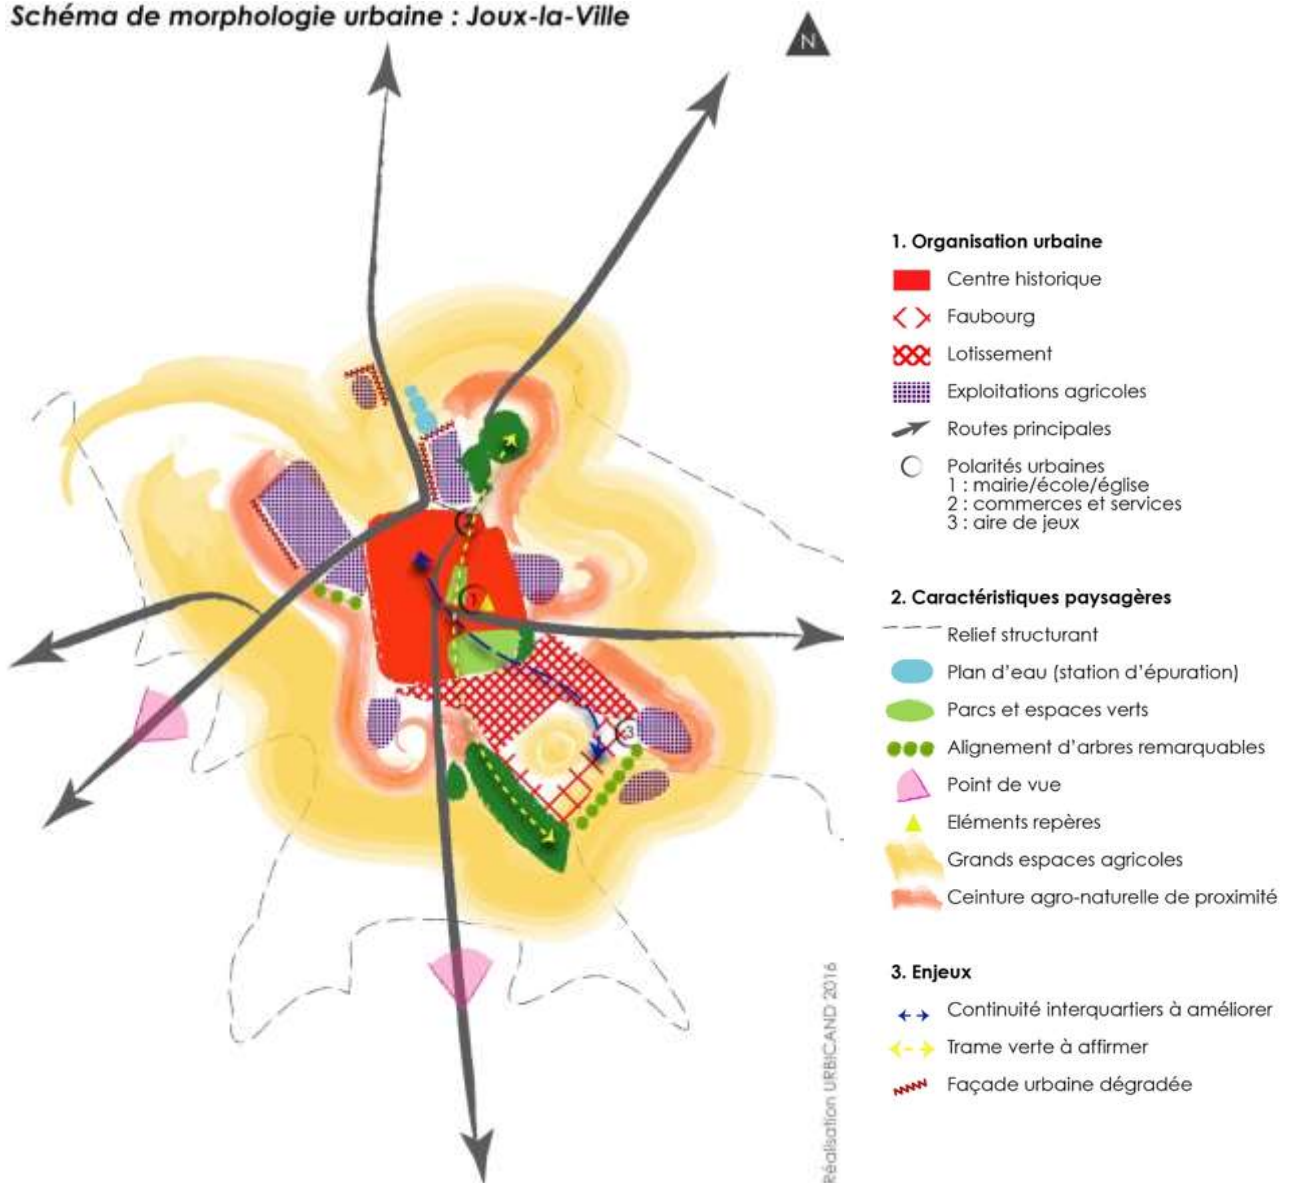 Schéma de morphologie urbaine : Joux-la-Ville
N
2
1
3
1. Organisation urbaine
Centre historique
Faubourg
Lotissement
Exploitations agricoles
Routes principales
Polarités urbaines
1 : mairie/école/église
2 : commerces et services
3 : aire de jeux
2. Caractéristiques paysagères
Relief structurant
Plan d'eau (station d'épuration)
Parcs et espaces verts
Alignement d'arbres remarquables
Point de vue
Eléments repères
Grands espaces agricoles
Ceinture agro-naturelle de proximité
3. Enjeux
Continuité interquartiers à améliorer
Trame verte à affirmer
Façade urbaine dégradée
Réalisation URBICAND 2016